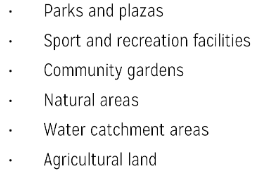 · Parks and plazas
· Sport and recreation facilities
· Community gardens
· Natural areas
· Water catchment areas
· Agricultural land